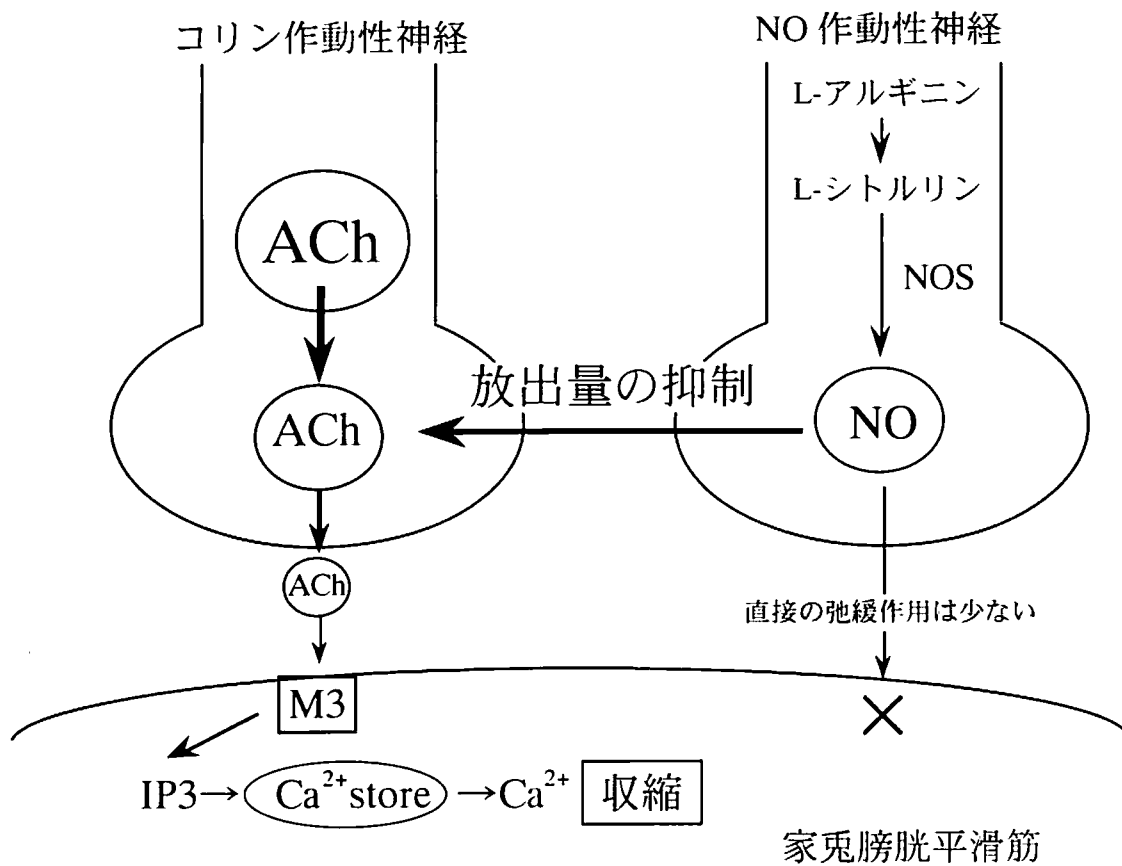 コリン作動性神経
NO 作動性神経
L-アルギニン
L-シトルリン
NOS
ACh
放出量の抑制
ACh
NO
ACh
直接の弛緩作用は少ない
M3
IP3→ Ca²⁺store →Ca²⁺ 収縮
家兎膀胱平滑筋